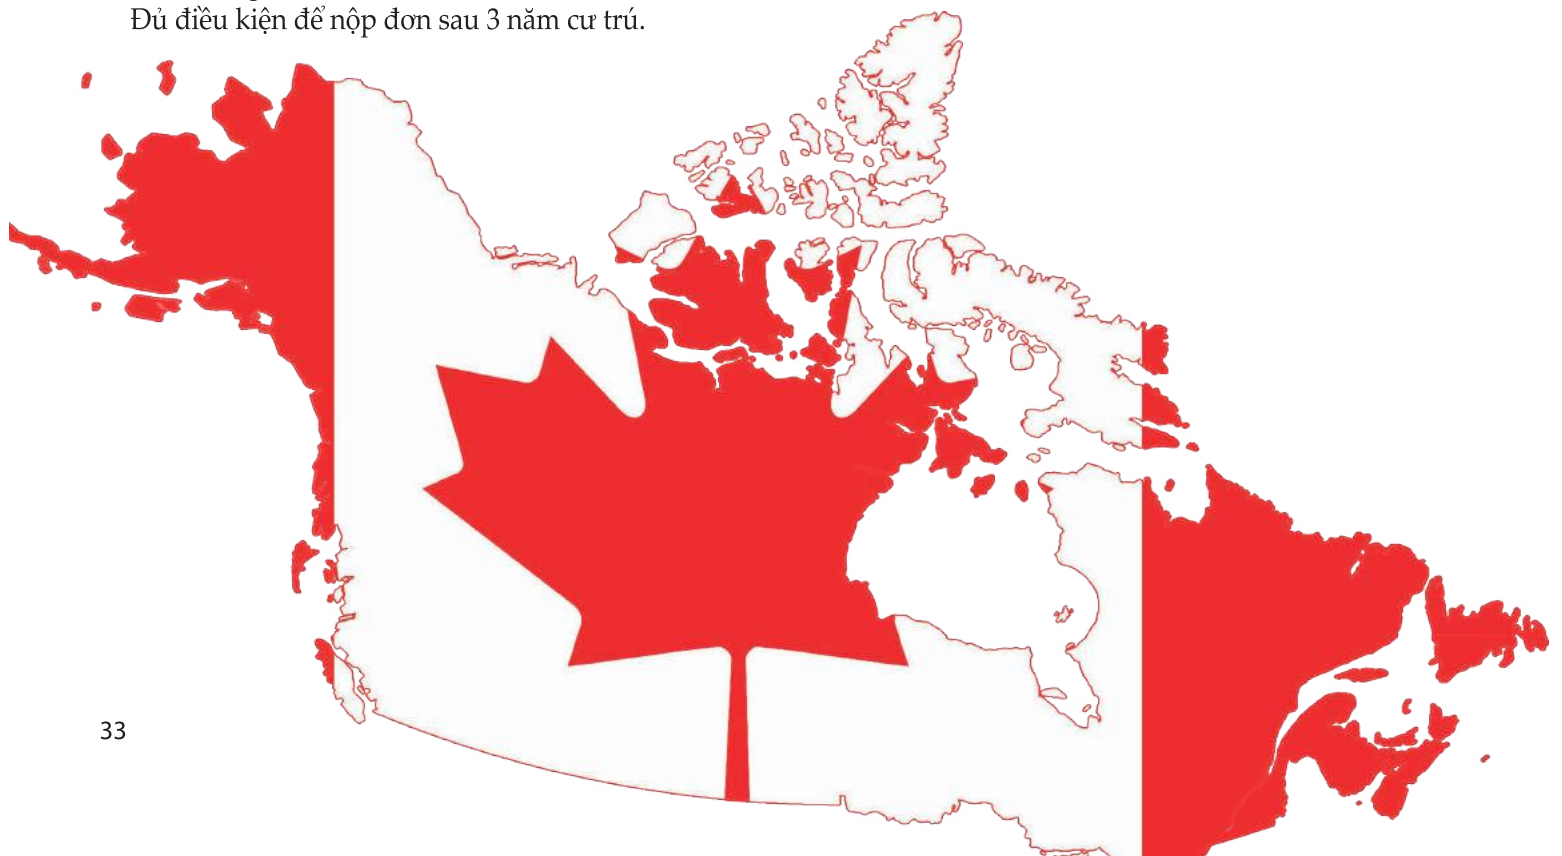 Đủ điều kiện để nộp đơn sau 3 năm cư trú.
33